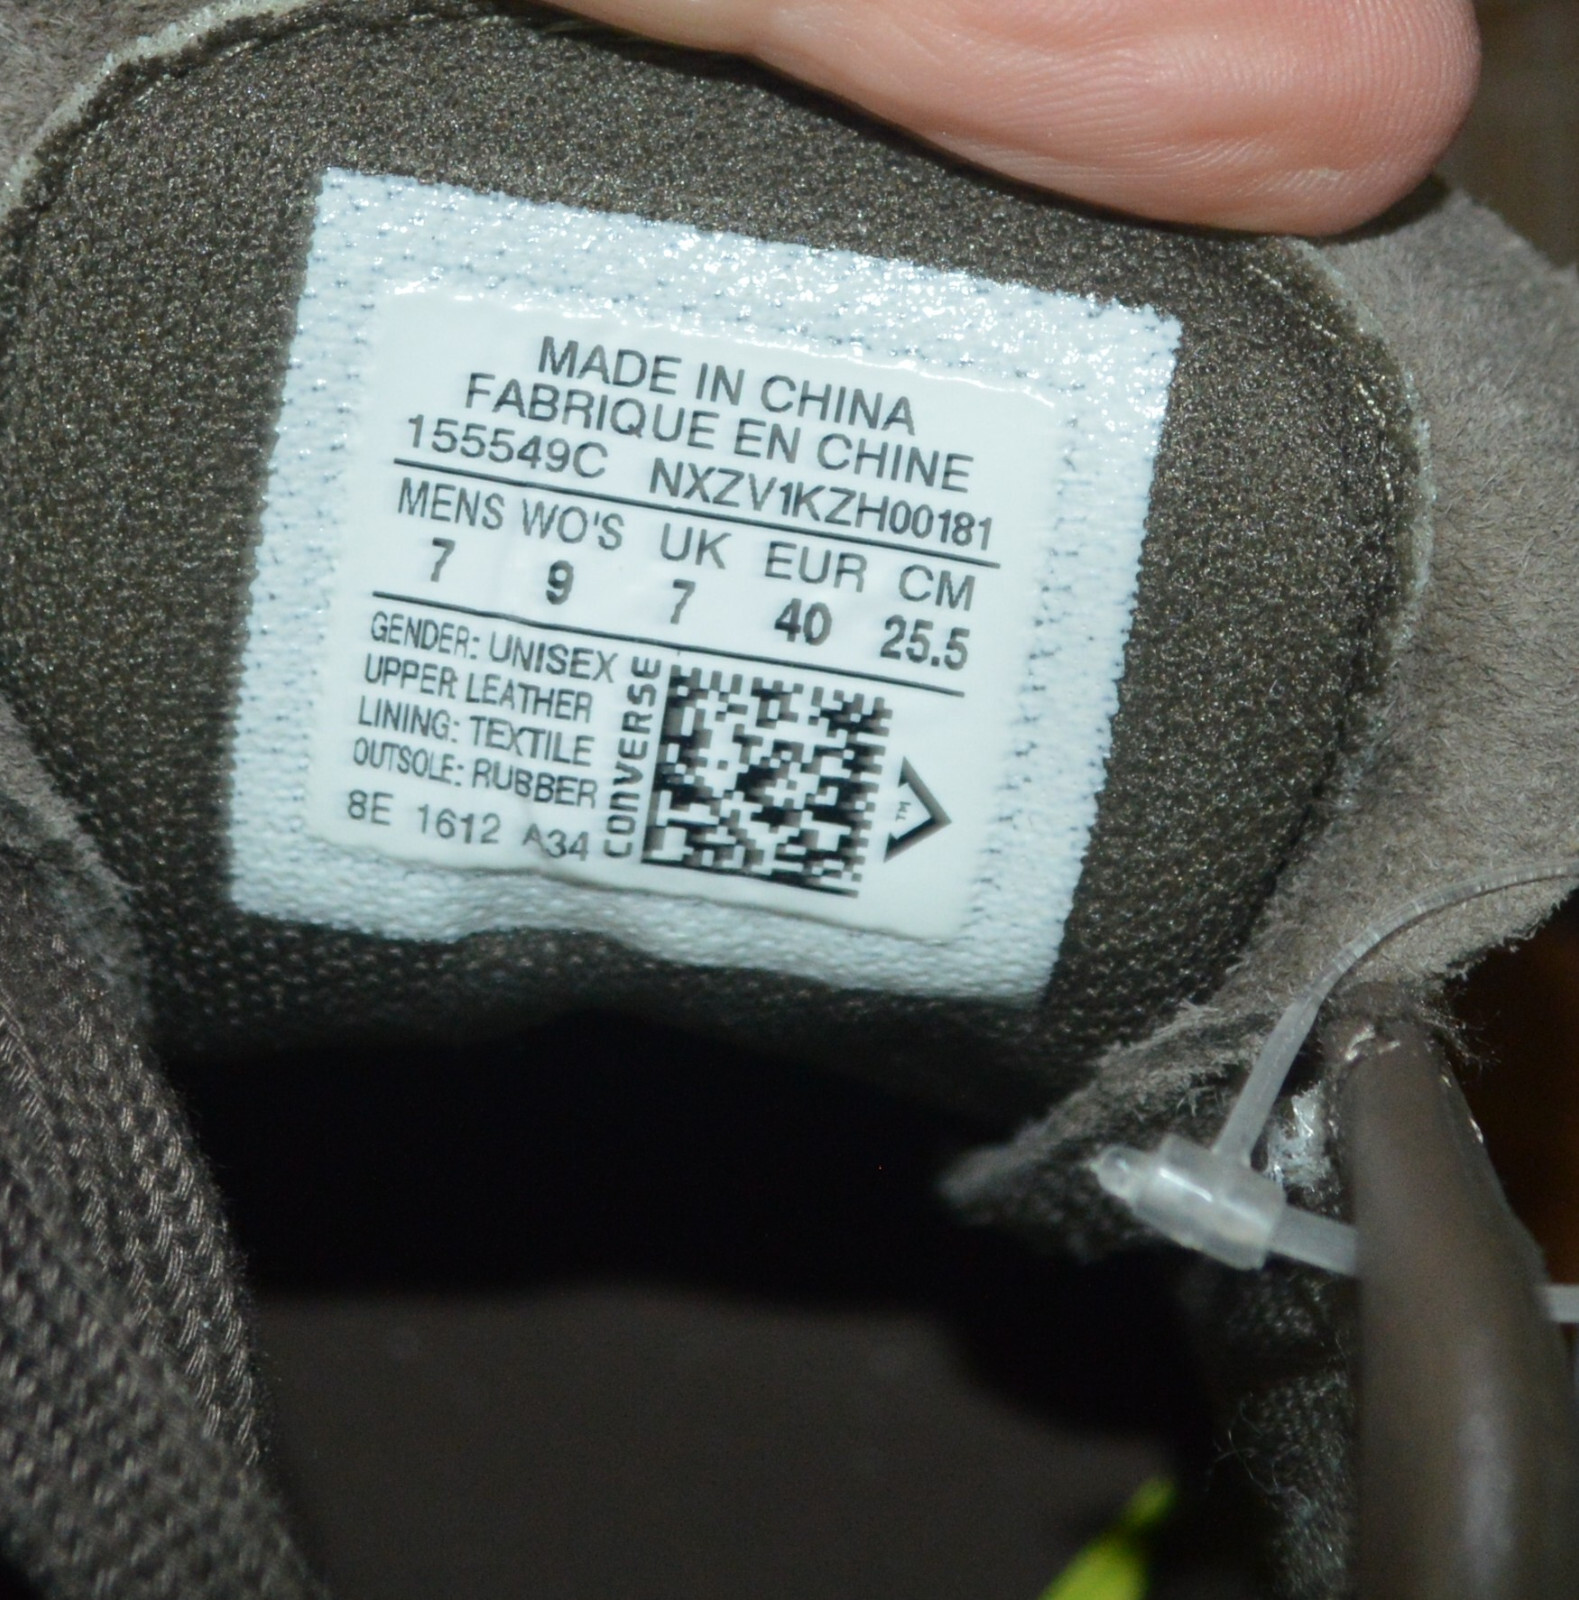 MADE IN CHINA
FABRIQUE EN CHINE
155549C NXZV1KZH00181
MENS WO'S UK EUR CM
7 9 7 40 25.5
GENDER: UNISEX
UPPER: LEATHER
LINING: TEXTILE
OUTSOLE: RUBBER
8E 1612 A34
CONVERSE